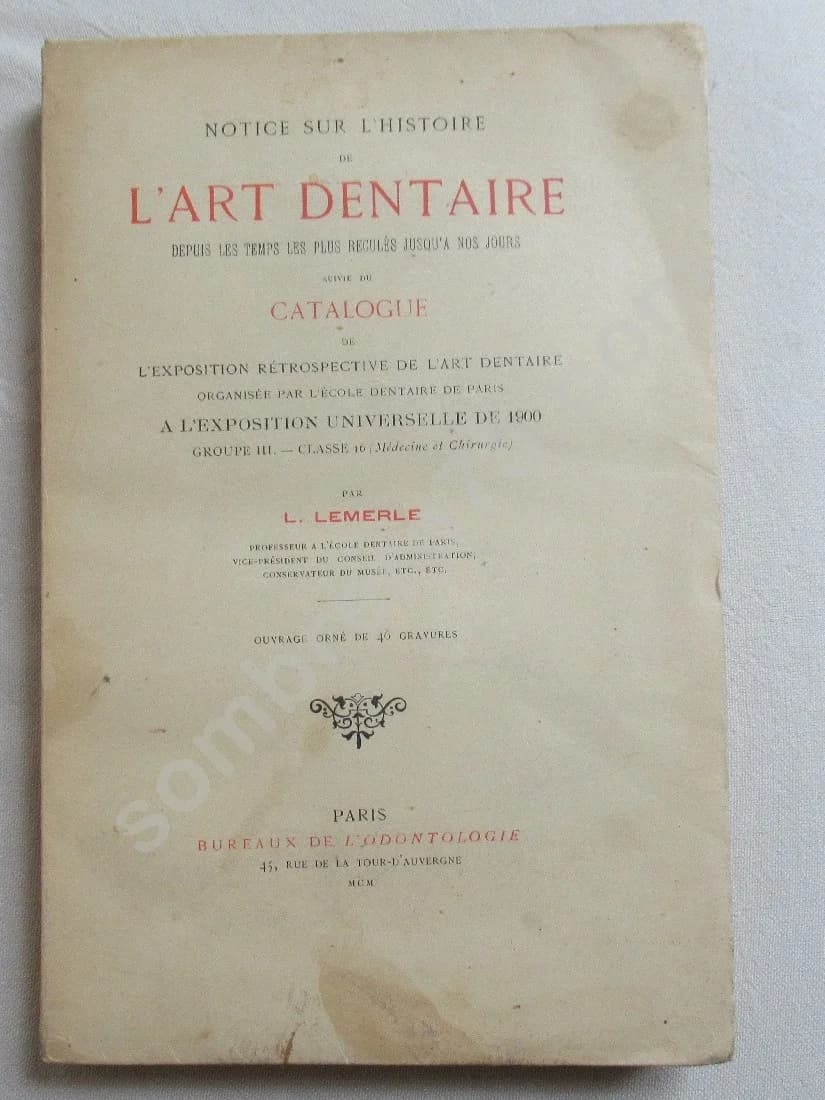 NOTICE SUR L'HISTOIRE
DE
L'ART DENTAIRE
DEPUIS LES TEMPS LES PLUS RECULÉS JUSQU'A NOS JOURS
SUIVIE DU
CATALOGUE
DE
L'EXPOSITION RÉTROSPECTIVE DE L'ART DENTAIRE
ORGANISÉE PAR L'ÉCOLE DENTAIRE DE PARIS
A L'EXPOSITION UNIVERSELLE DE 1900
GROUPE III. — CLASSE 16 (Médecine et Chirurgie)
PAR
L. LEMERLE
PROFESSEUR A L'ÉCOLE DENTAIRE DE PARIS,
VICE-PRÉSIDENT DU CONSEIL D'ADMINISTRATION,
CONSERVATEUR DU MUSÉE, ETC., ETC.
OUVRAGE ORNÉ DE 46 GRAVURES
PARIS
BUREAUX DE L'ODONTOLOGIE
45, RUE DE LA TOUR-D'AUVERGNE
MCM